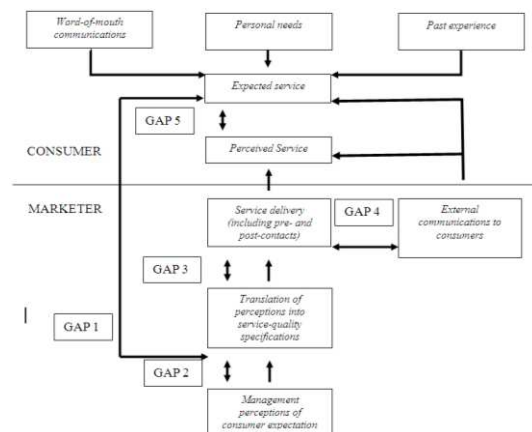 Word-of-mouth
communications
Personal needs
Past experience
Expected service
GAP 5
CONSUMER
Perceived Service
MARKETER
Service delivery
(including pre- and
post-contacts)
GAP 4
External
communications to
consumers
GAP 3
Translation of
perceptions into
service-quality
specifications
GAP 1
GAP 2
Management
perceptions of
consumer expectation